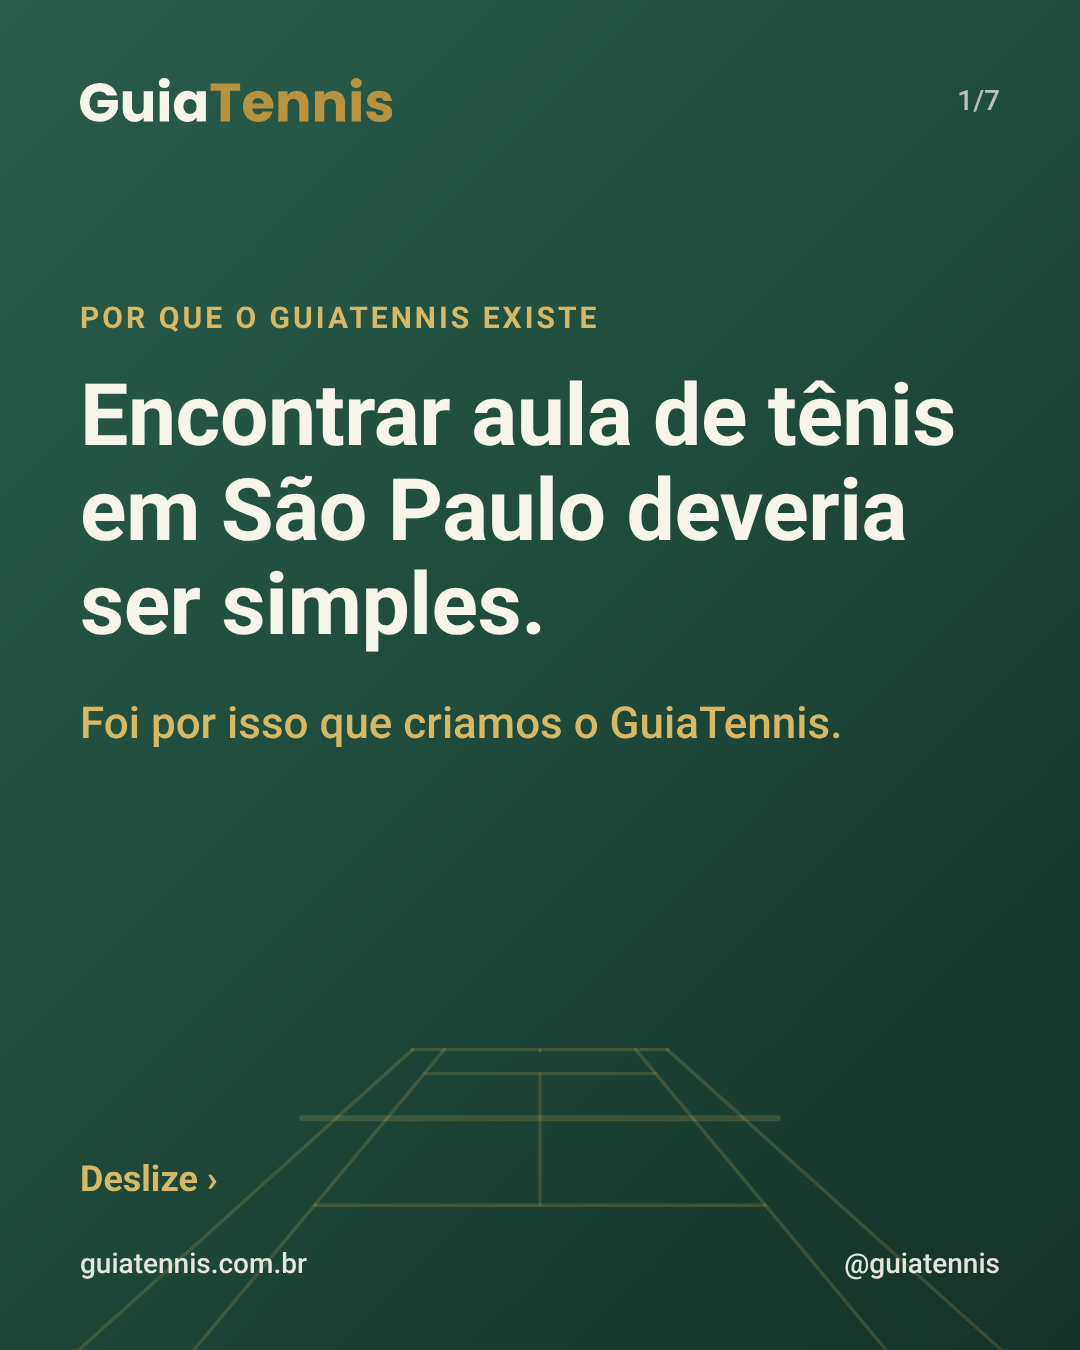 GuiaTennis
1/7
POR QUE O GUIATENNIS EXISTE
Encontrar aula de tênis
em São Paulo deveria
ser simples.
Foi por isso que criamos o GuiaTennis.
Deslize ›
guiatennis.com.br
@guiatennis